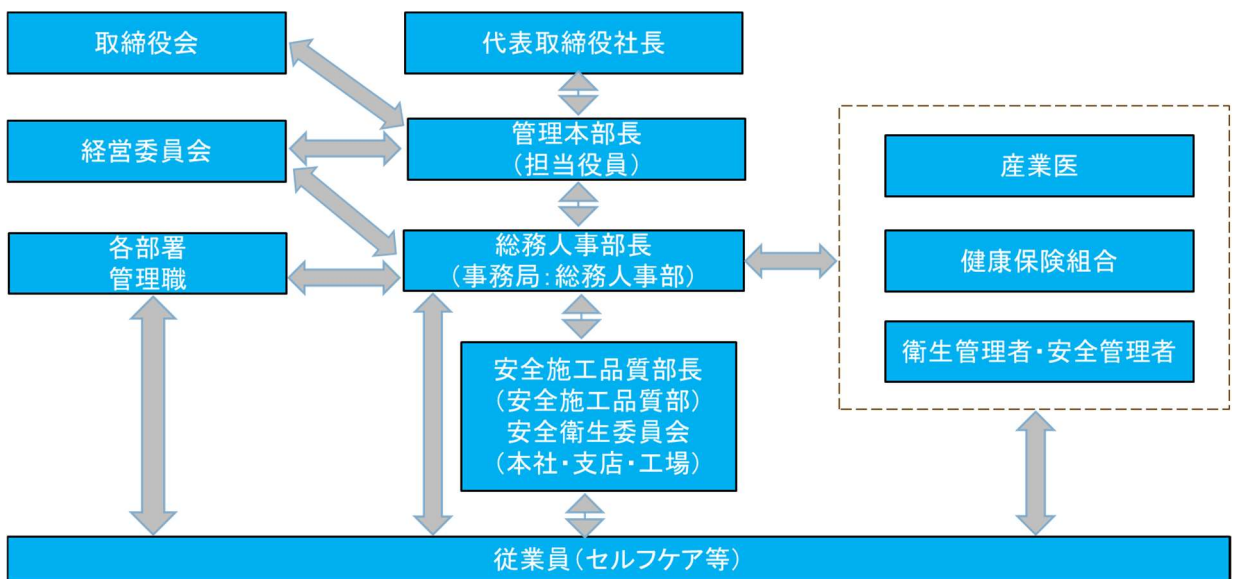 取締役会
代表取締役社長
経営委員会
管理本部長
（担当役員）
産業医
各部署
管理職
総務人事部長
（事務局：総務人事部）
健康保険組合
衛生管理者・安全管理者
安全施工品質部長
（安全施工品質部）
安全衛生委員会
（本社・支店・工場）
従業員（セルフケア等）